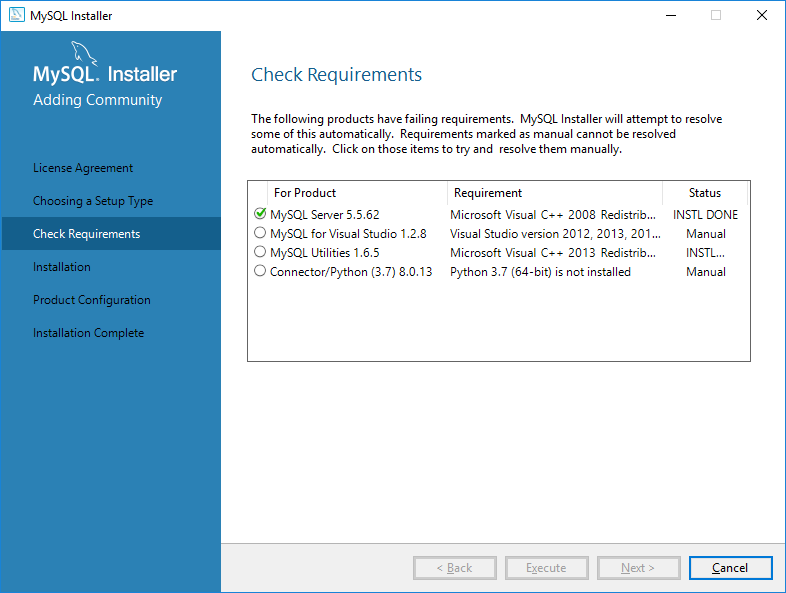 MySQL Installer
MySQL. Installer
Adding Community
License Agreement
Choosing a Setup Type
Check Requirements
Installation
Product Configuration
Installation Complete
Check Requirements
The following products have failing requirements.  MySQL Installer will attempt to resolve
some of this automatically.  Requirements marked as manual cannot be resolved
automatically.  Click on those items to try and  resolve them manually.
For Product Requirement Status
MySQL Server 5.5.62 Microsoft Visual C++ 2008 Redistrib... INSTL DONE
MySQL for Visual Studio 1.2.8 Visual Studio version 2012, 2013, 201... Manual
MySQL Utilities 1.6.5 Microsoft Visual C++ 2013 Redistrib... INSTL...
Connector/Python (3.7) 8.0.13 Python 3.7 (64-bit) is not installed Manual
< Back Execute Next > Cancel